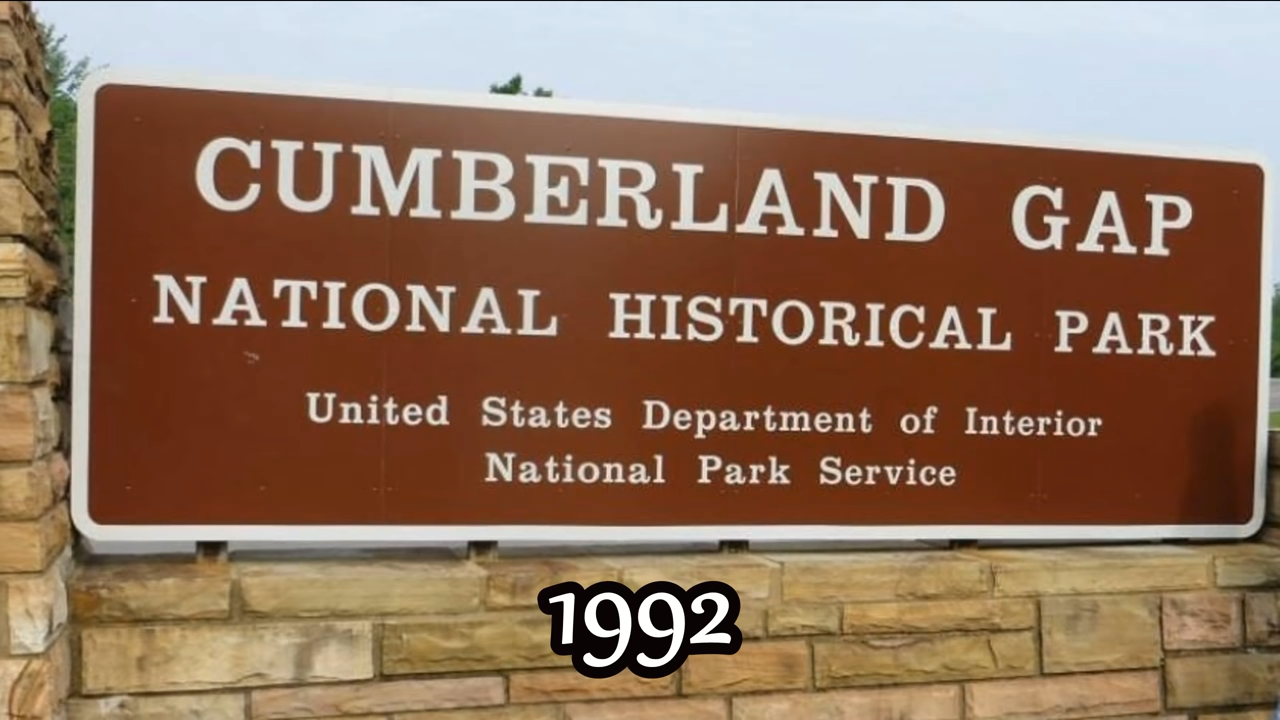 CUMBERLAND GAP
NATIONAL HISTORICAL PARK
United States Department of Interior
National Park Service
1992